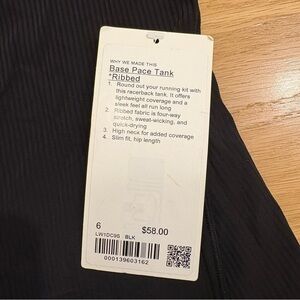 WHY WE MADE THIS
Base Pace Tank
*Ribbed
1. Round out your running kit with
this racerback tank. It offers
lightweight coverage and a
sleek feel all run long
2. Ribbed fabric is four-way
stretch, sweat-wicking, and
quick-drying
3. High neck for added coverage
4. Slim fit, hip length
6
$58.00
LW1DC9S BLK
000139603162